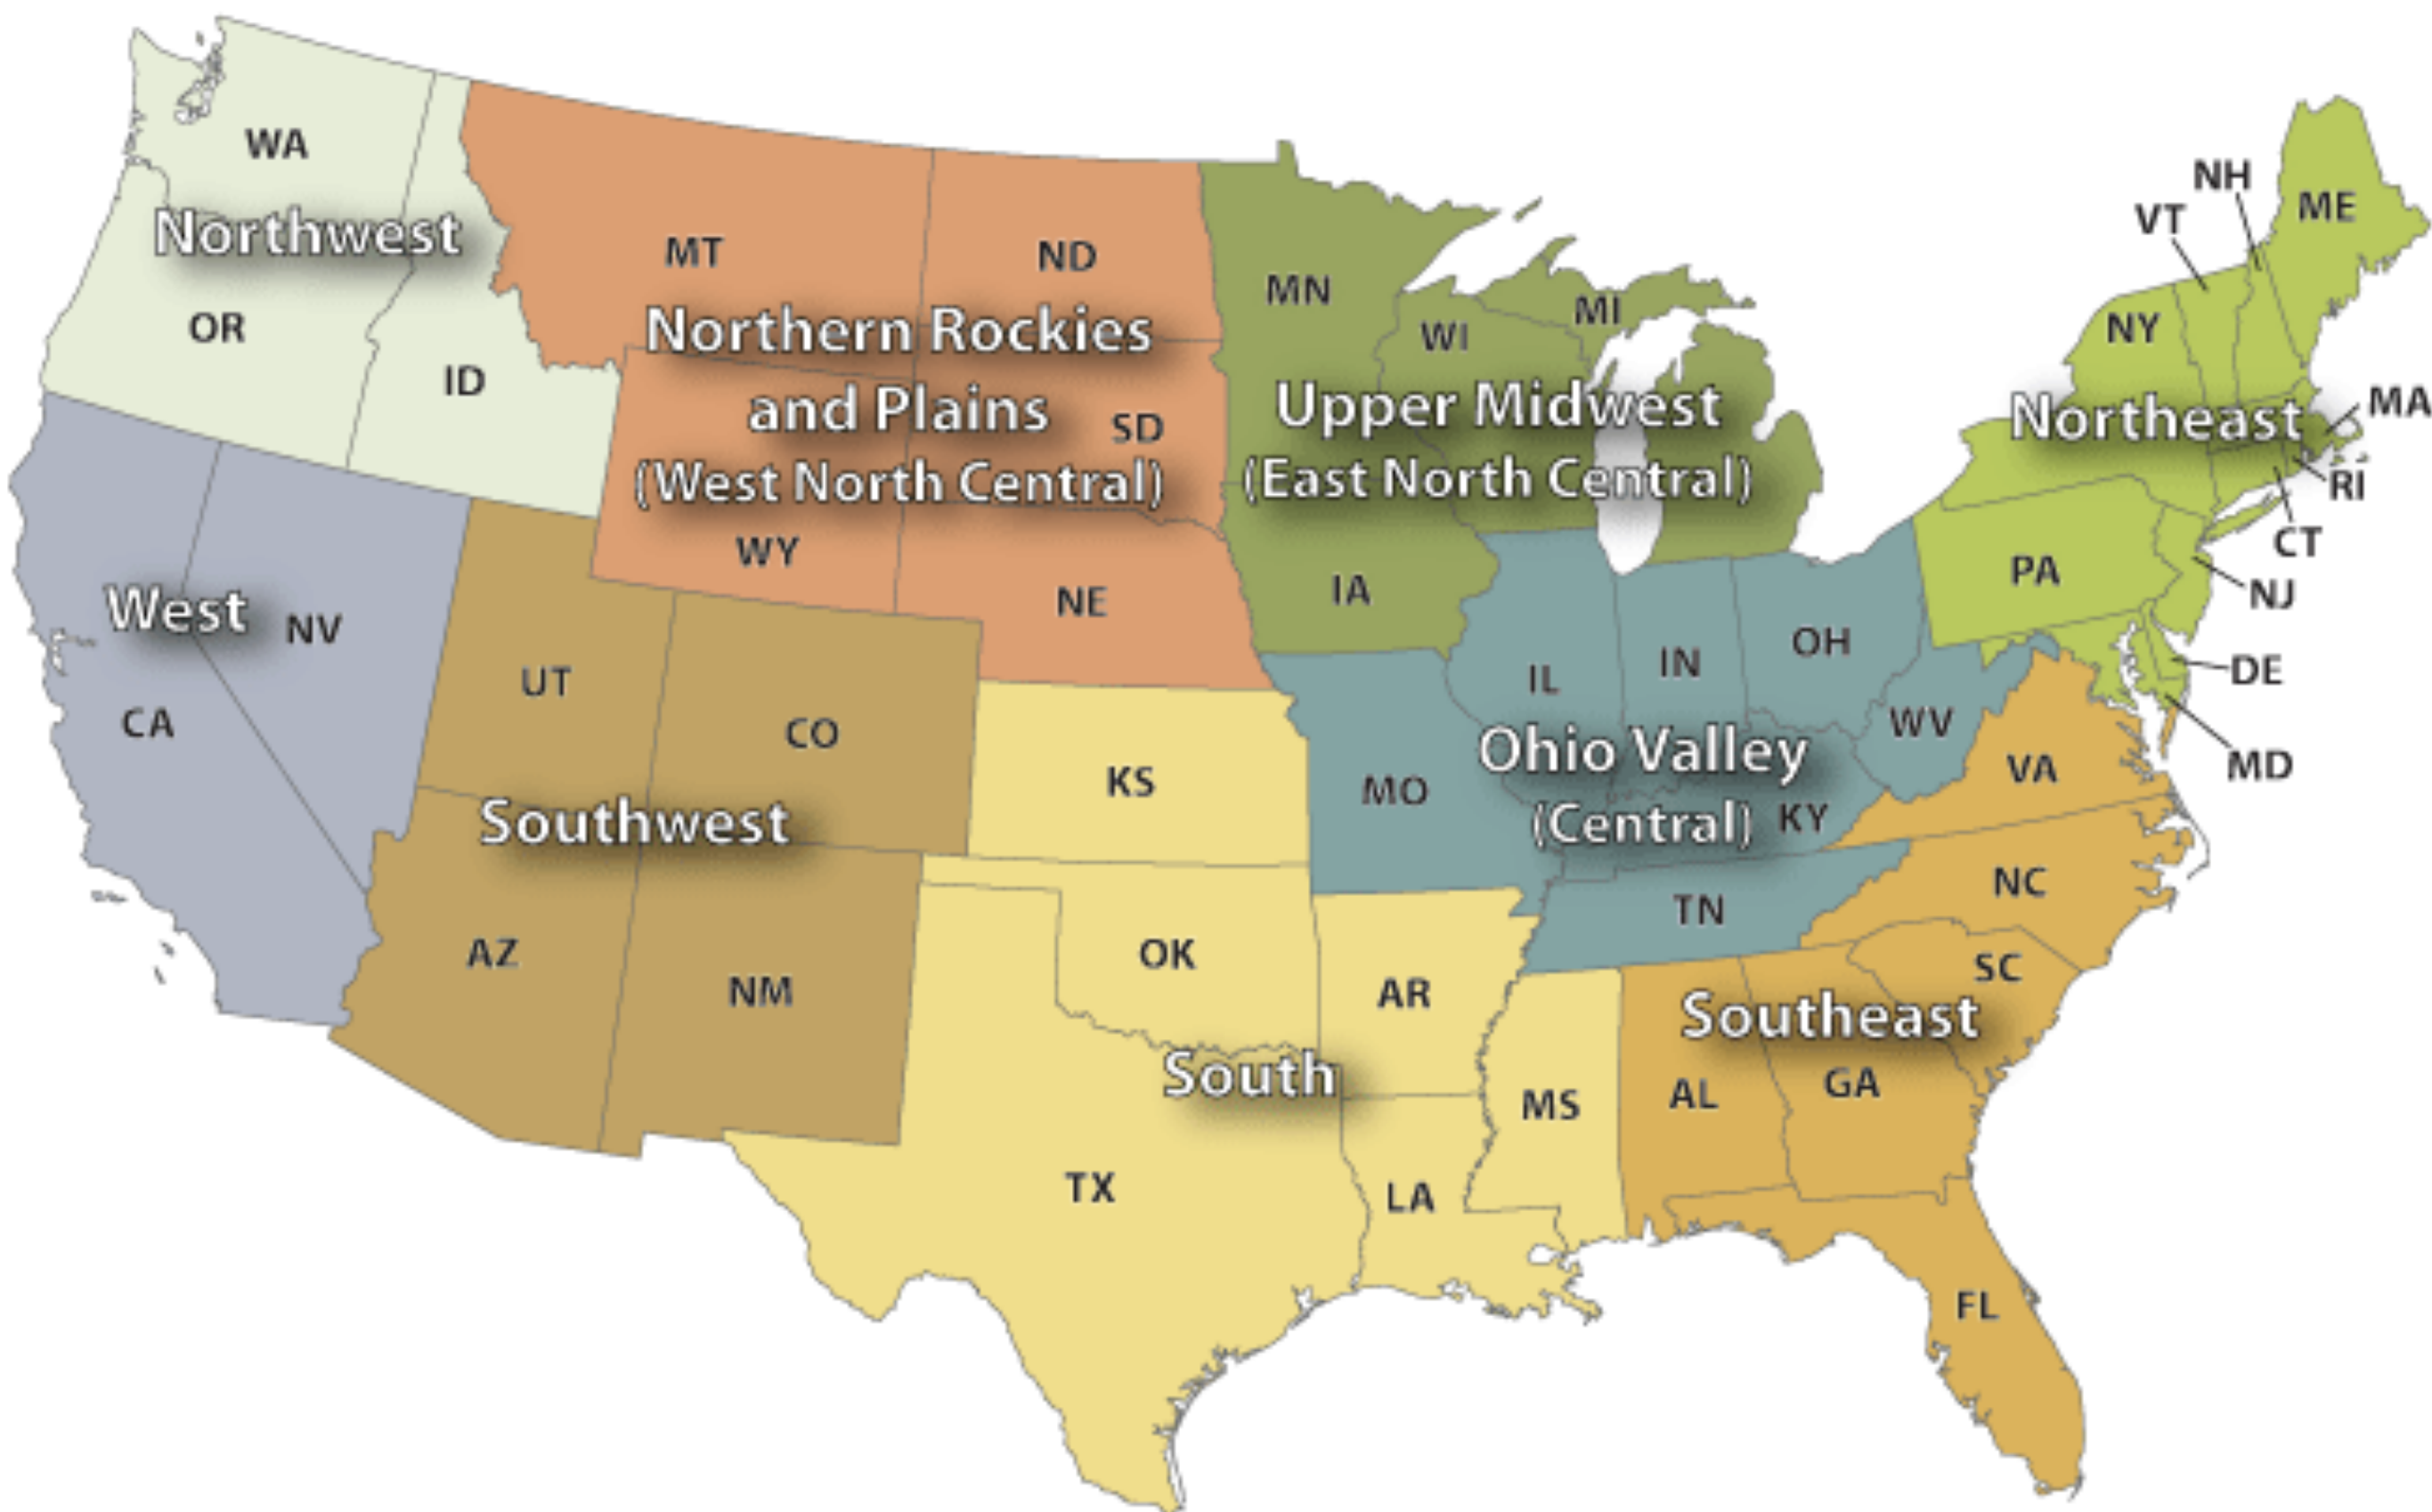 WA
Northwest
OR
ID
MT
ND
Northern Rockies
and Plains
(West North Central)
SD
WY
NE
MN
WI
MI
Upper Midwest
(East North Central)
IA
NH
VT
ME
NY
Northeast
MA
RI
CT
PA
NJ
DE
MD
West
NV
CA
UT
CO
Southwest
AZ
NM
KS
OK
AR
South
TX
LA
MS
IL
IN
OH
WV
Ohio Valley
(Central)
MO
KY
TN
VA
NC
SC
Southeast
AL
GA
FL